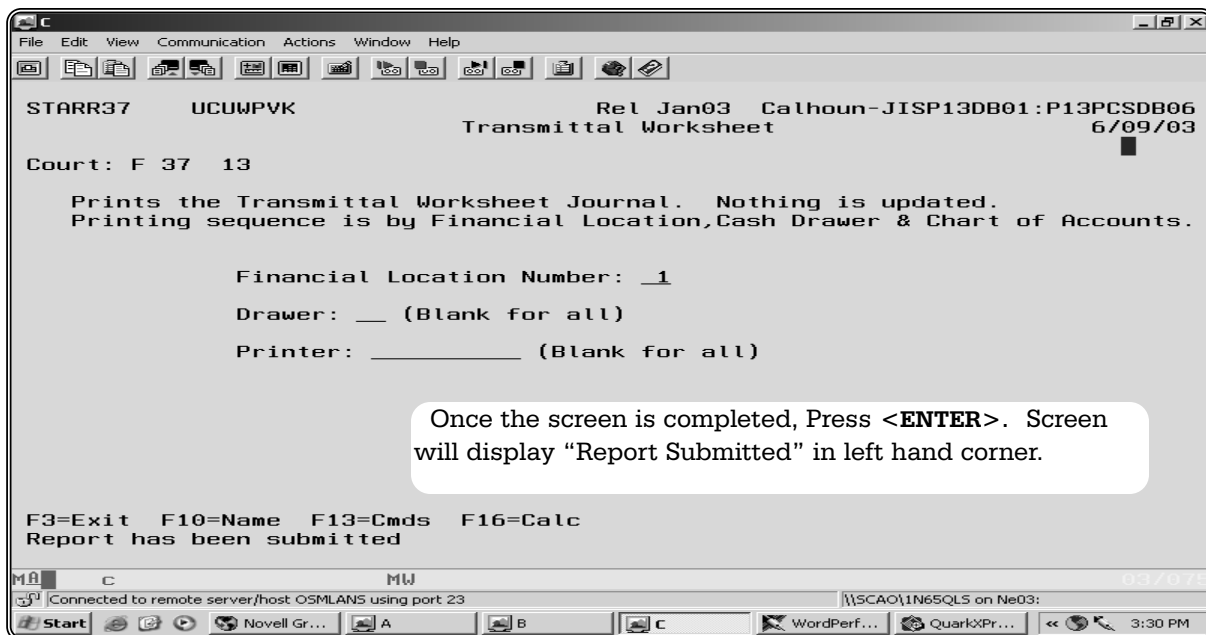 C
File Edit View Communication Actions Window Help
STARR37 UCUWPVK Rel Jan03 Calhoun-JISP13DB01:P13PCSDB06
Transmittal Worksheet 6/09/03
Court: F 37 13
Prints the Transmittal Worksheet Journal. Nothing is updated.
Printing sequence is by Financial Location,Cash Drawer & Chart of Accounts.
Financial Location Number: _1
Drawer: __ (Blank for all)
Printer: __________ (Blank for all)
Once the screen is completed, Press <ENTER>. Screen
will display “Report Submitted” in left hand corner.
F3=Exit F10=Name F13=Cmds F16=Calc
Report has been submitted
MA C MW 03/075
Connected to remote server/host OSMLANS using port 23 \\SCAO\1N65QLS on Ne03:
Start Novell Gr... A B C WordPerf... QuarkXPr... « 3:30 PM